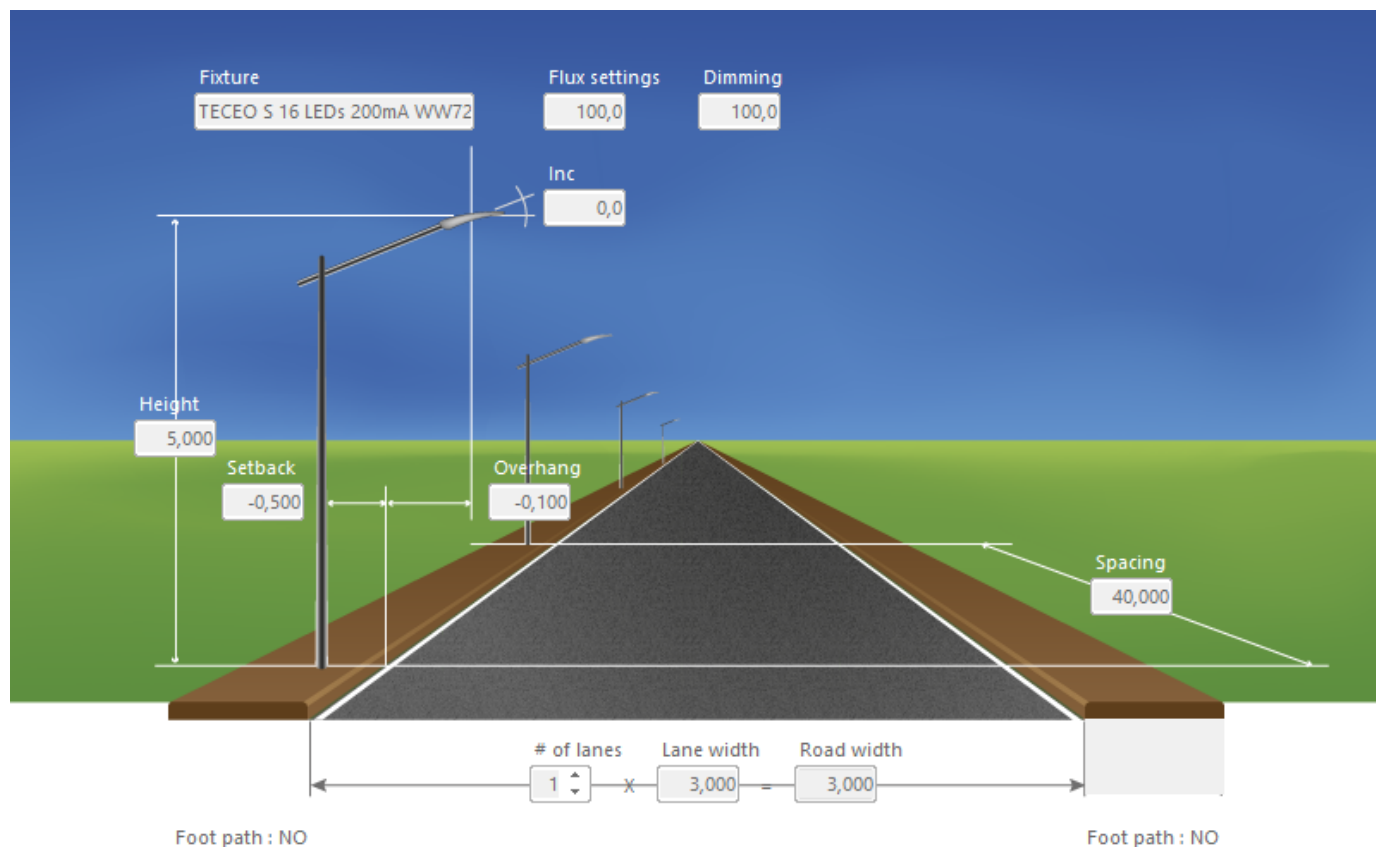 Fixture
TECEO S 16 LEDs 200mA WW72
Flux settings
100,0
Dimming
100,0
Inc
0,0
Height
5,000
Setback
-0,500
Overhang
-0,100
Spacing
40,000
# of lanes
1
x
Lane width
3,000
=
Road width
3,000
Foot path : NO
Foot path : NO